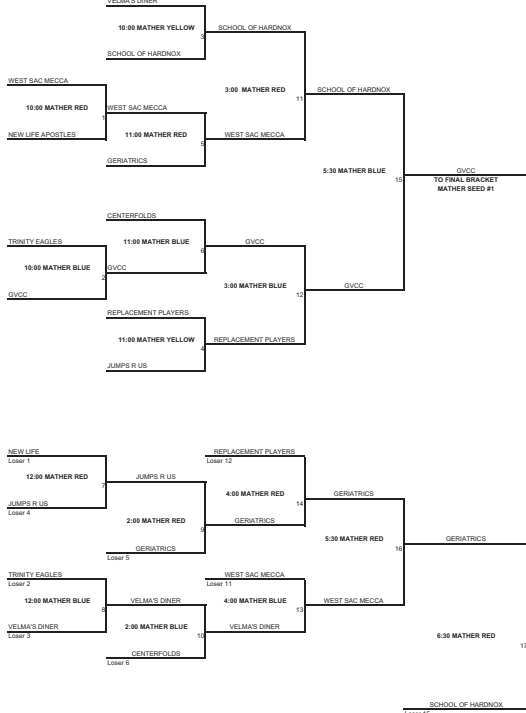 VELMA'S DINER
10:00 MATHER YELLOW
SCHOOL OF HARDNOX
3
SCHOOL OF HARDNOX
WEST SAC MECCA
3:00 MATHER RED
SCHOOL OF HARDNOX
11
10:00 MATHER RED
WEST SAC MECCA
1
NEW LIFE APOSTLES
11:00 MATHER RED
WEST SAC MECCA
5
GERIATRICS
5:30 MATHER BLUE
GVCC
15
TO FINAL BRACKET
MATHER SEED #1
CENTERFOLDS
TRINITY EAGLES
11:00 MATHER BLUE
GVCC
6
10:00 MATHER BLUE
GVCC
2
3:00 MATHER BLUE
GVCC
12
GVCC
REPLACEMENT PLAYERS
11:00 MATHER YELLOW
REPLACEMENT PLAYERS
4
JUMPS R US
NEW LIFE
REPLACEMENT PLAYERS
Loser 1
Loser 12
12:00 MATHER RED
JUMPS R US
7
4:00 MATHER RED
GERIATRICS
14
JUMPS R US
Loser 4
2:00 MATHER RED
GERIATRICS
9
5:30 MATHER RED
GERIATRICS
16
GERIATRICS
Loser 5
TRINITY EAGLES
WEST SAC MECCA
Loser 2
Loser 11
12:00 MATHER BLUE
VELMA'S DINER
8
4:00 MATHER BLUE
WEST SAC MECCA
13
VELMA'S DINER
Loser 3
2:00 MATHER BLUE
VELMA'S DINER
10
6:30 MATHER RED
17
CENTERFOLDS
Loser 6
SCHOOL OF HARDNOX